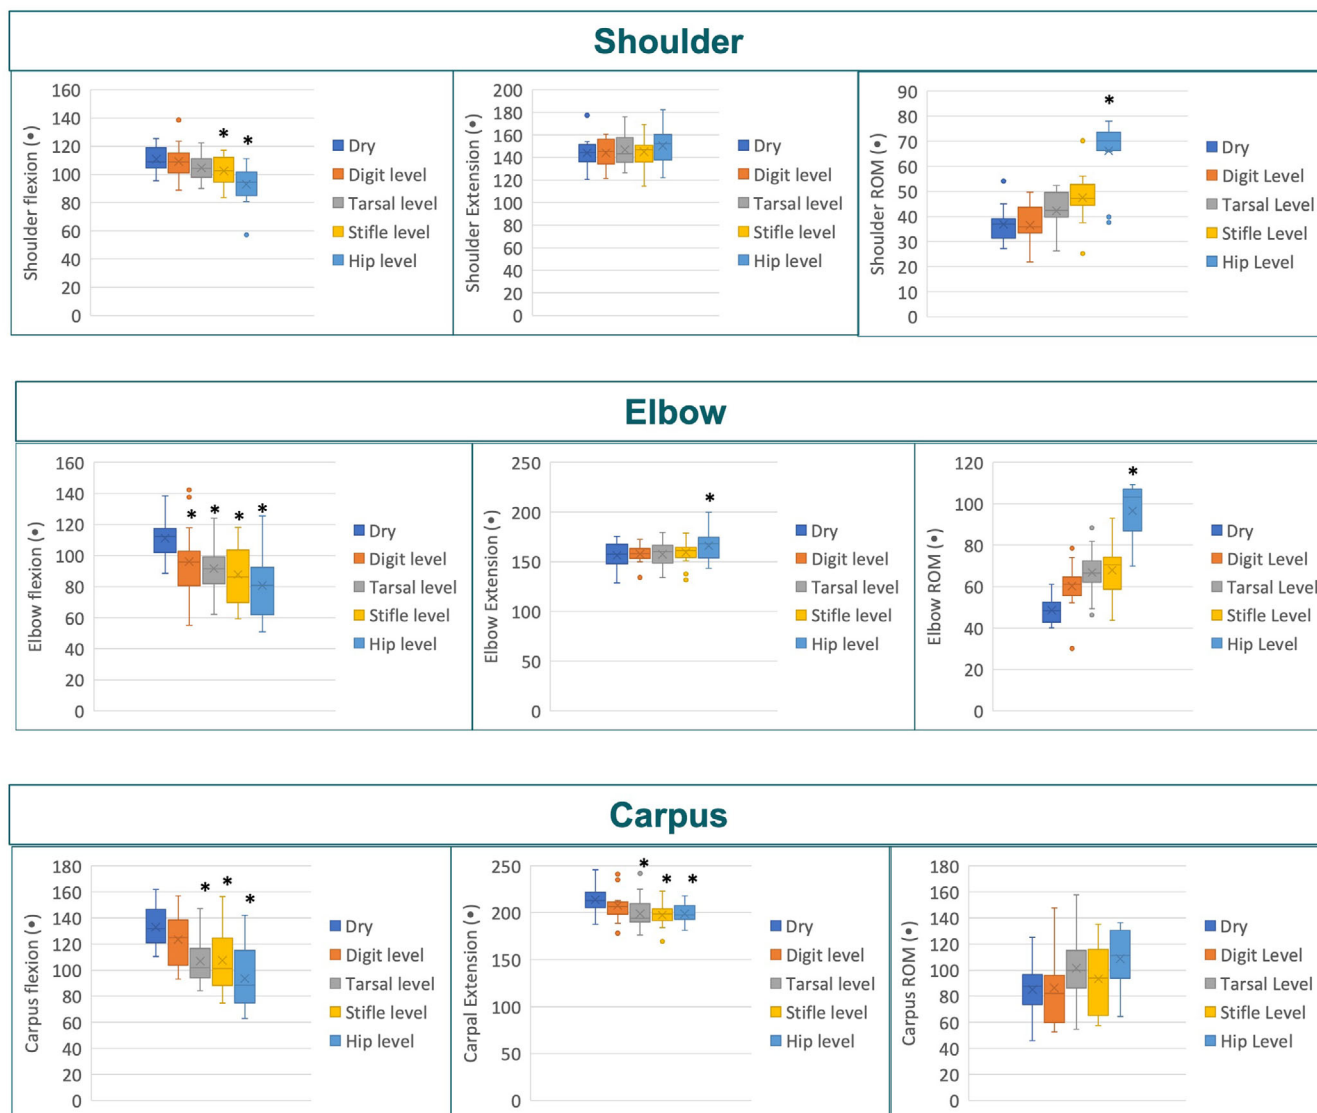 Shoulder
Shoulder flexion (•)
160
140
120
100
80
60
40
20
0
*
*
Dry
Digit level
Tarsal level
Stifle level
Hip level
Shoulder Extension (•)
200
180
160
140
120
100
80
60
40
20
0
Dry
Digit level
Tarsal level
Stifle level
Hip level
Shoulder ROM (•)
90
80
70
60
50
40
30
20
10
0
*
Dry
Digit Level
Tarsal Level
Stifle Level
Hip Level
Elbow
Elbow flexion (•)
160
140
120
100
80
60
40
20
0
*
*
*
*
Dry
Digit level
Tarsal level
Stifle level
Hip level
Elbow Extension (•)
250
200
150
100
50
0
*
Dry
Digit level
Tarsal level
Stifle level
Hip level
Elbow ROM (•)
120
100
80
60
40
20
0
*
Dry
Digit Level
Tarsal Level
Stifle Level
Hip Level
Carpus
Carpus flexion (•)
180
160
140
120
100
80
60
40
20
0
*
*
*
Dry
Digit level
Tarsal level
Stifle level
Hip level
Carpal Extension (•)
250
200
150
100
50
0
*
*
*
Dry
Digit level
Tarsal level
Stifle level
Hip level
Carpus ROM (•)
180
160
140
120
100
80
60
40
20
0
Dry
Digit Level
Tarsal Level
Stifle Level
Hip Level